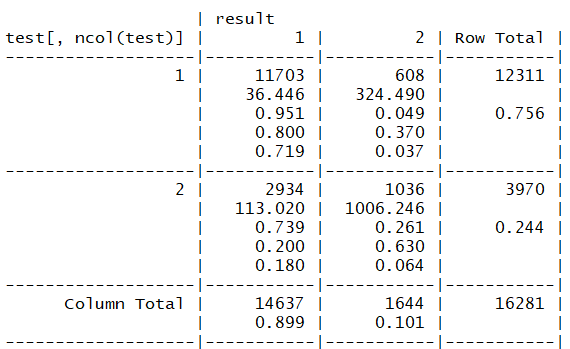 | result
test[, ncol(test)] | 1 | 2 | Row Total |
-------------------|-----------|-----------|-----------|
1 | 11703 | 608 | 12311 |
| 36.446 | 324.490 | |
| 0.951 | 0.049 | 0.756 |
| 0.800 | 0.370 | |
| 0.719 | 0.037 | |
-------------------|-----------|-----------|-----------|
2 | 2934 | 1036 | 3970 |
| 113.020 | 1006.246 | |
| 0.739 | 0.261 | 0.244 |
| 0.200 | 0.630 | |
| 0.180 | 0.064 | |
-------------------|-----------|-----------|-----------|
Column Total | 14637 | 1644 | 16281 |
| 0.899 | 0.101 | |
-------------------|-----------|-----------|-----------|